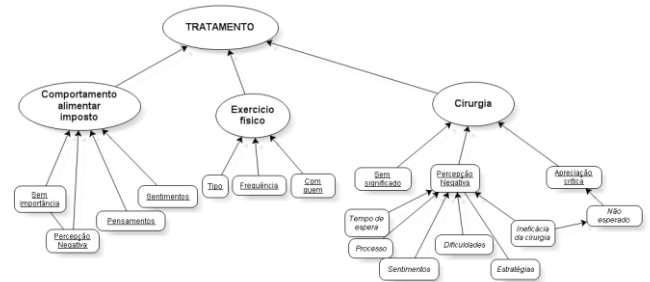 TRATAMENTO
Comportamento
alimentar
imposto
Exercício
físico
Cirurgia
Sem
importância
Percepção
Negativa
Pensamentos
Sentimentos
Tipo
Frequência
Com
quem
Sem
significado
Percepção
Negativa
Apreciação
crítica
Tempo de
espera
Processo
Sentimentos
Dificuldades
Estratégias
Ineficácia
da cirurgia
Não
esperado